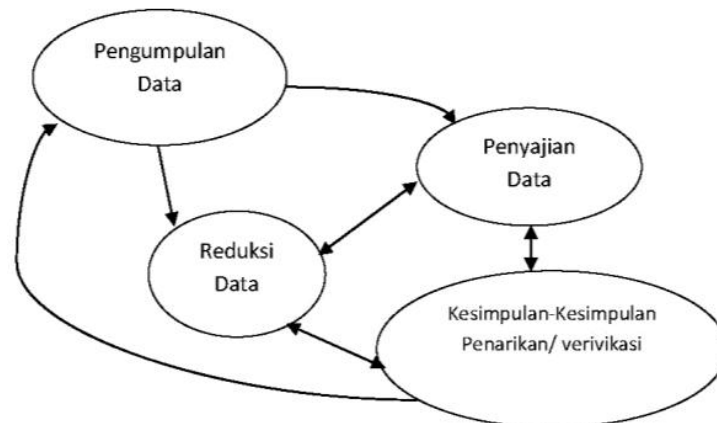 Pengumpulan
Data
Penyajian
Data
Reduksi
Data
Kesimpulan-Kesimpulan
Penarikan/ verivikasi